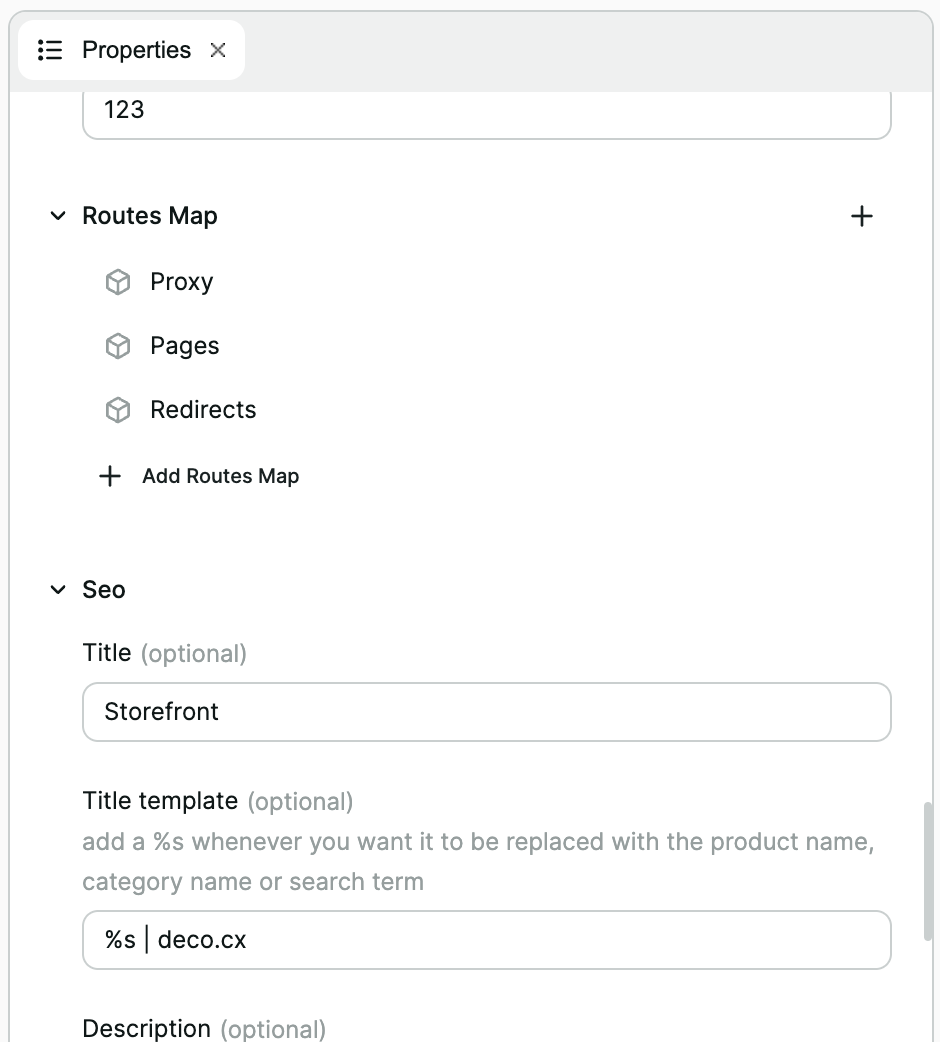 Properties
123
Routes Map
Proxy
Pages
Redirects
Add Routes Map
Seo
Title (optional)
Storefront
Title template (optional)
add a %s whenever you want it to be replaced with the product name,
category name or search term
%s | deco.cx
Description (optional)